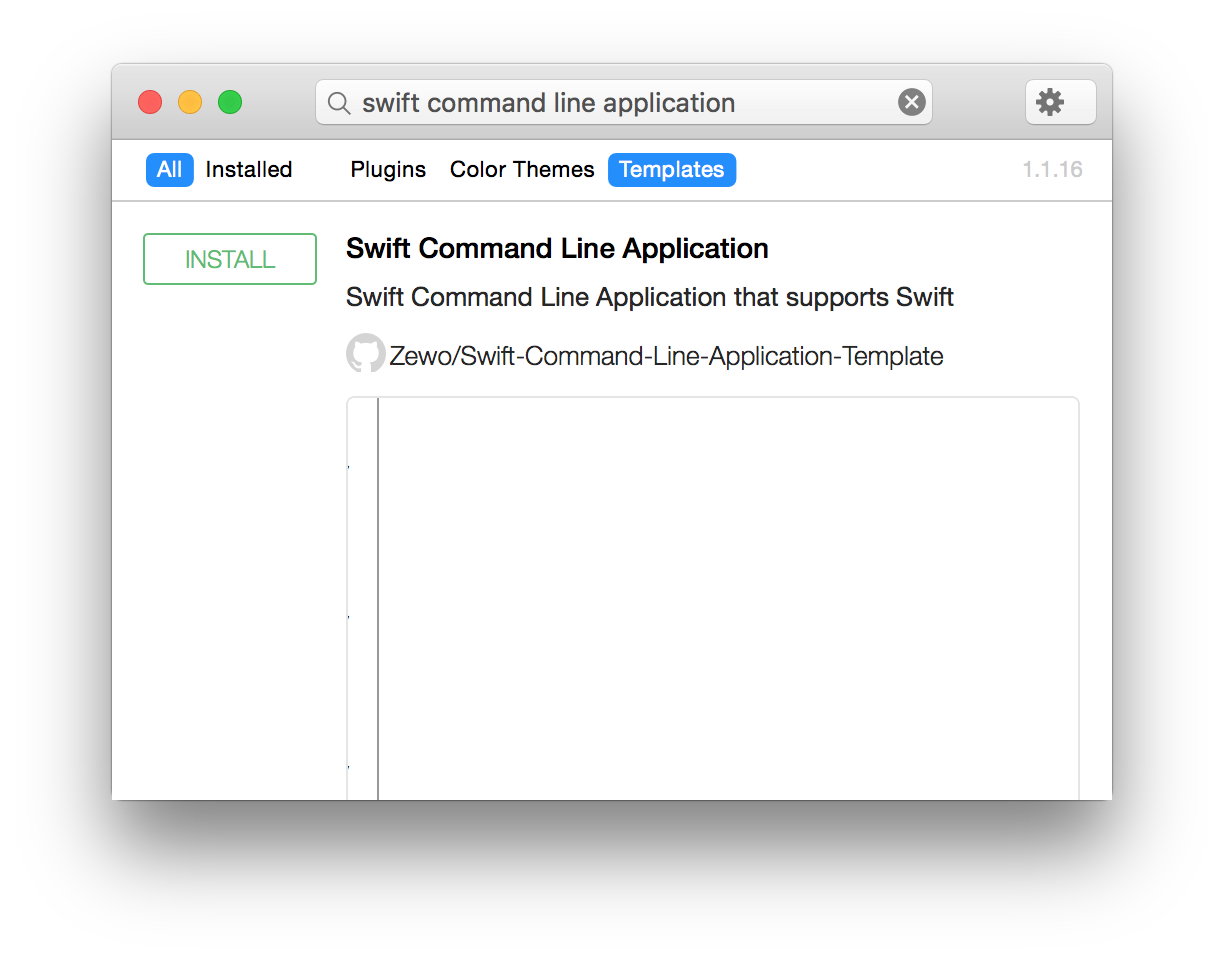 swift command line application
All Installed Plugins Color Themes Templates 1.1.16
INSTALL
Swift Command Line Application
Swift Command Line Application that supports Swift
Zewo/Swift-Command-Line-Application-Template